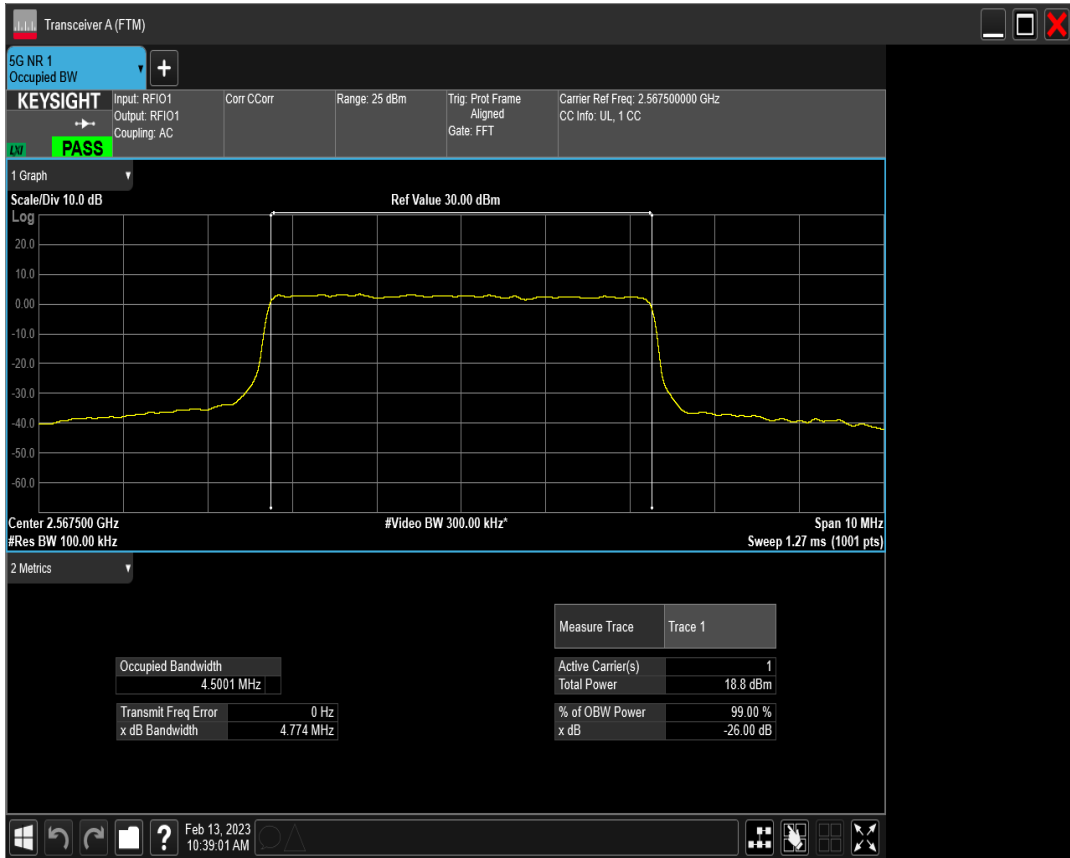 Transceiver A (FTM)
5G NR 1
Occupied BW
+
KEYSIGHT
LXI
PASS
Input: RFIO1
Output: RFIO1
Coupling: AC
Corr CCorr
Range: 25 dBm
Trig: Prot Frame
Aligned
Gate: FFT
Carrier Ref Freq: 2.567500000 GHz
CC Info: UL, 1 CC
1 Graph
Scale/Div 10.0 dB
Ref Value 30.00 dBm
Log
20.0
10.0
0.00
-10.0
-20.0
-30.0
-40.0
-50.0
-60.0
Center 2.567500 GHz
#Video BW 300.00 kHz*
Span 10 MHz
#Res BW 100.00 kHz
Sweep 1.27 ms (1001 pts)
2 Metrics
Measure Trace Trace 1
Occupied Bandwidth
4.5001 MHz
Active Carrier(s) 1
Total Power 18.8 dBm
Transmit Freq Error 0 Hz
x dB Bandwidth 4.774 MHz
% of OBW Power 99.00 %
x dB -26.00 dB
?
Feb 13, 2023
10:39:01 AM